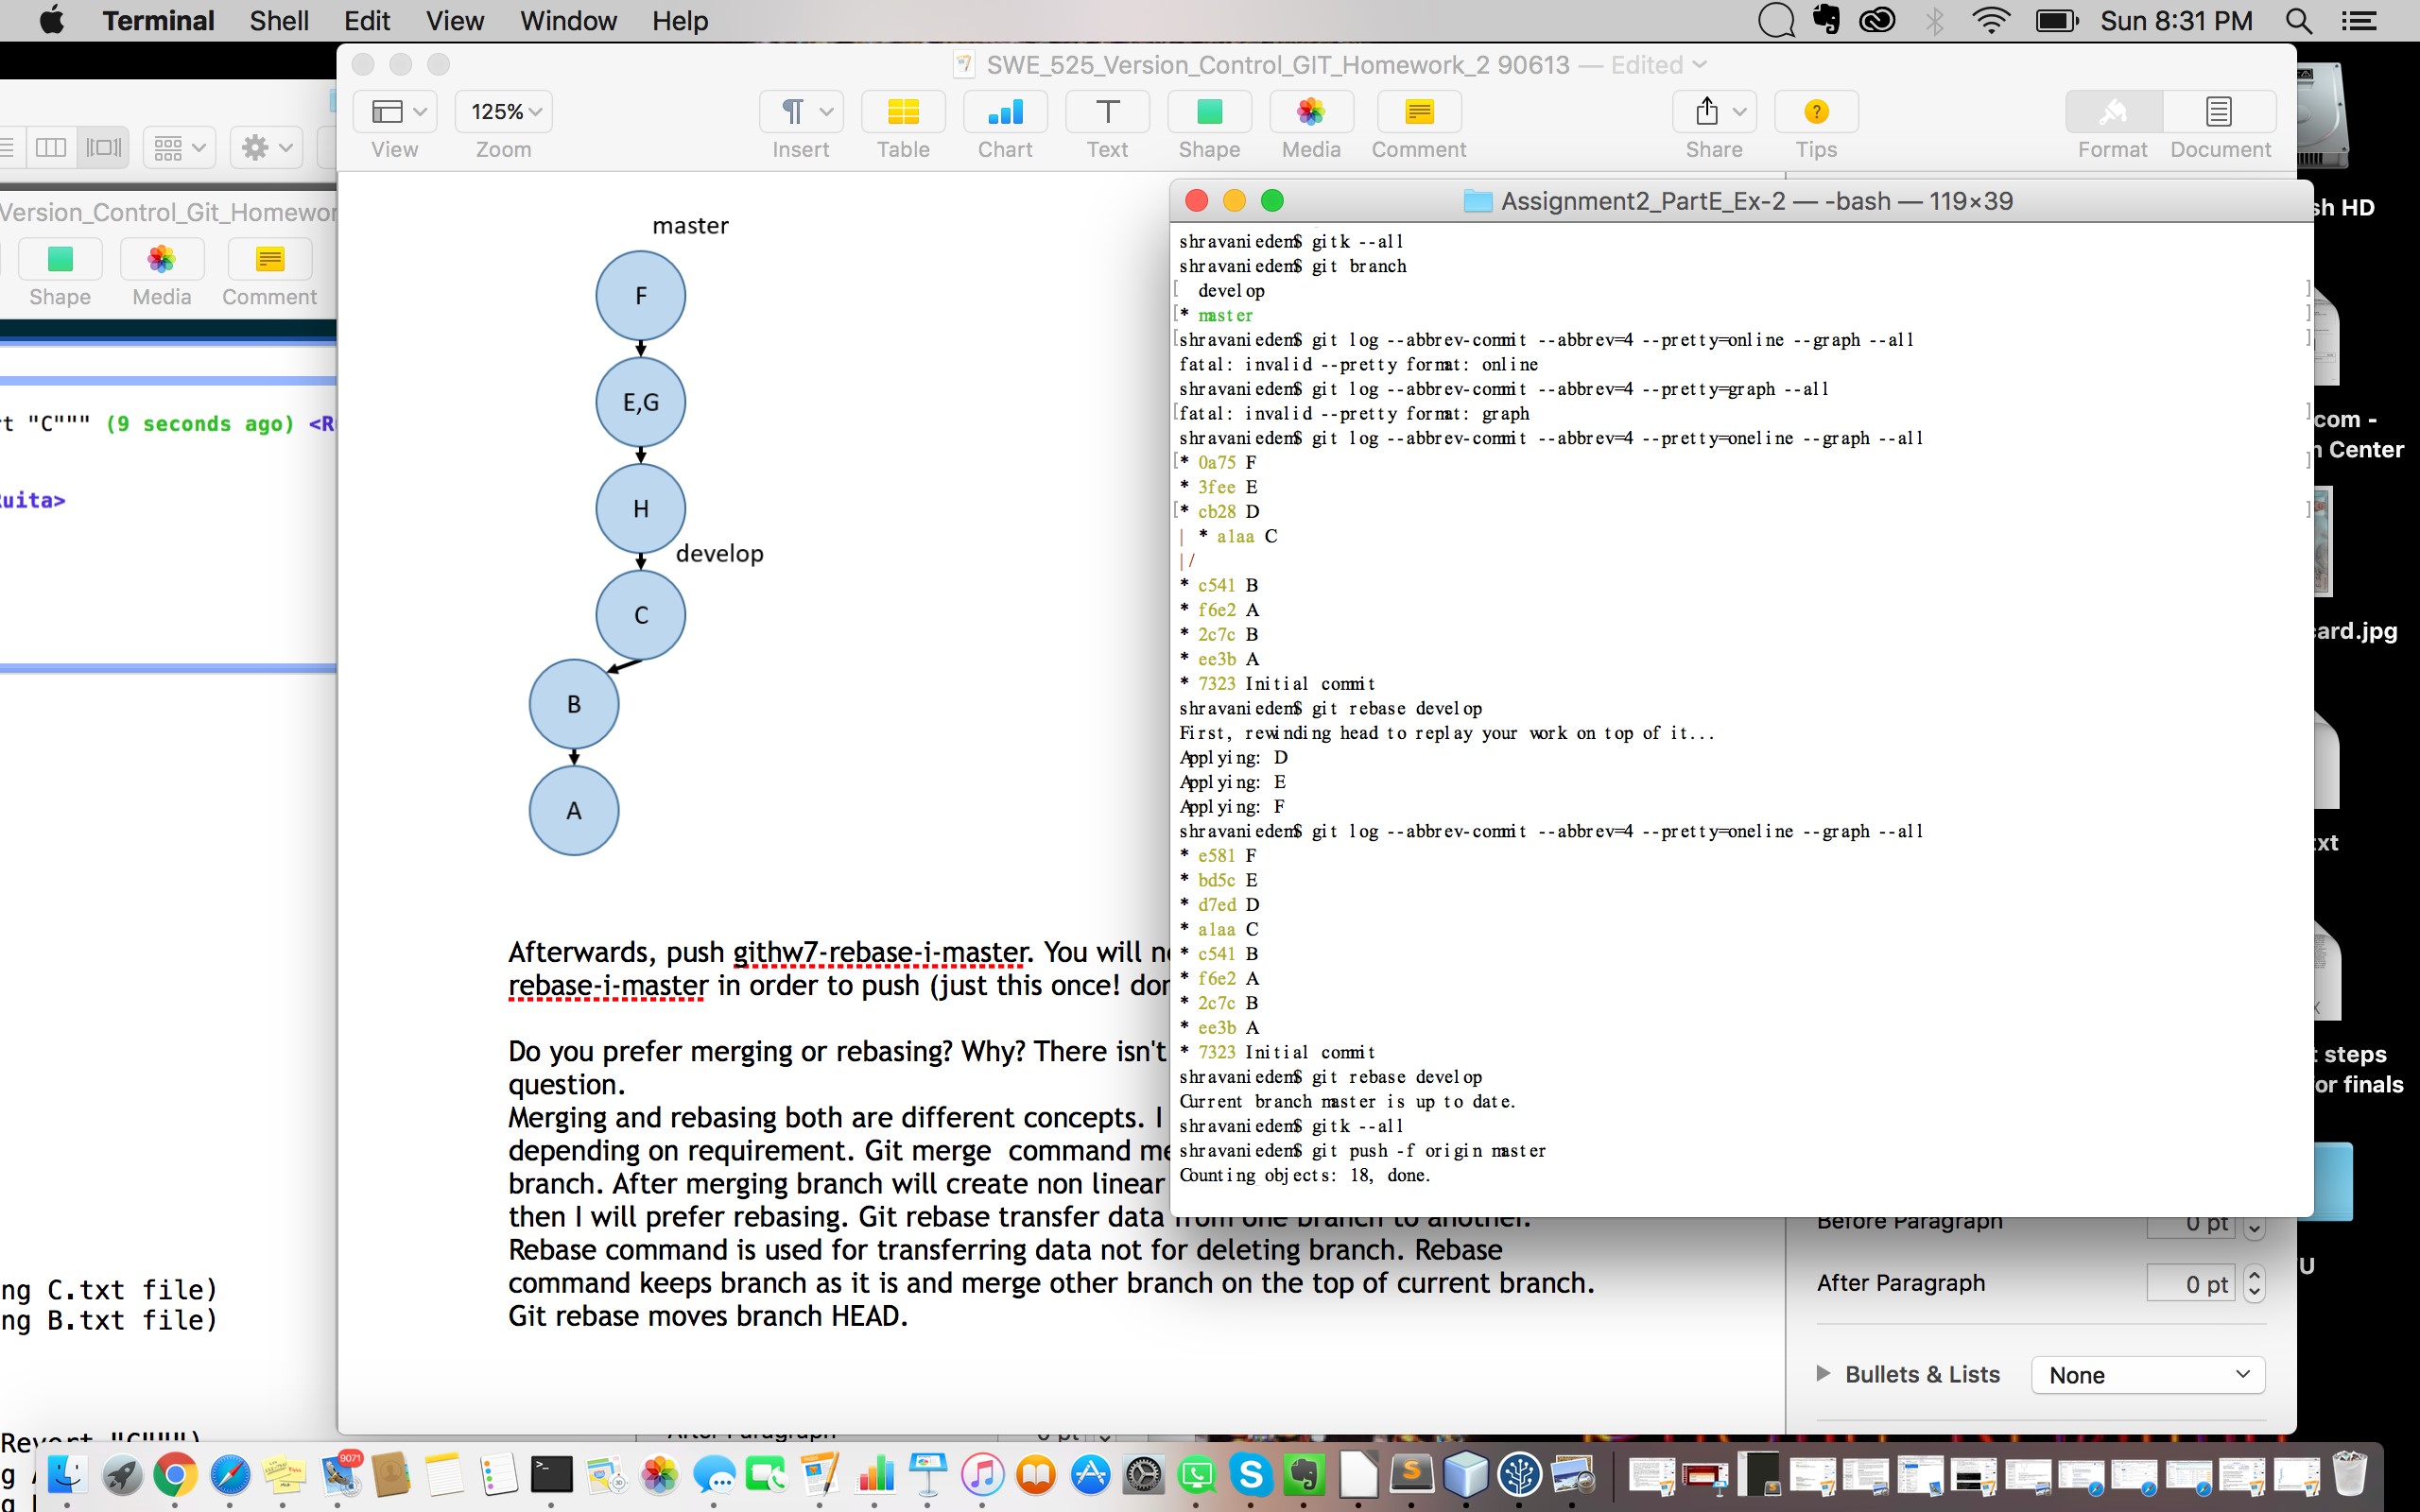 Terminal Shell Edit View Window Help
Sun 8:31 PM
SWE_525_Version_Control_GIT_Homework_2 90613 — Edited
125%
View Zoom Insert Table Chart Text Shape Media Comment Share Tips Format Document
Version_Control_Git_Homewor
Shape Media Comment
t "C""" (9 seconds ago) <R
uita>
ng C.txt file)
ng B.txt file)
master
F
E,G
H
develop
C
B
A
Afterwards, push githw7-rebase-i-master. You will ne
rebase-i-master in order to push (just this once! don
Do you prefer merging or rebasing? Why? There isn't
question.
Merging and rebasing both are different concepts. I
depending on requirement. Git merge  command me
branch. After merging branch will create non linear
then I will prefer rebasing. Git rebase transfer data from one branch to another.
Rebase command is used for transferring data not for deleting branch. Rebase
command keeps branch as it is and merge other branch on the top of current branch.
Git rebase moves branch HEAD.
Assignment2_PartE_Ex-2 — -bash — 119×39
shravaniedem$ gitk --all
shravaniedem$ git branch
develop
* master
shravaniedem$ git log --abbrev-commit --abbrev=4 --pretty=online --graph --all
fatal: invalid --pretty format: online
shravaniedem$ git log --abbrev-commit --abbrev=4 --pretty=graph --all
fatal: invalid --pretty format: graph
shravaniedem$ git log --abbrev-commit --abbrev=4 --pretty=oneline --graph --all
* 0a75 F
* 3fee E
* cb28 D
| * a1aa C
|/
* c541 B
* f6e2 A
* 2c7c B
* ee3b A
* 7323 Initial commit
shravaniedem$ git rebase develop
First, rewinding head to replay your work on top of it...
Applying: D
Applying: E
Applying: F
shravaniedem$ git log --abbrev-commit --abbrev=4 --pretty=oneline --graph --all
* e581 F
* bd5c E
* d7ed D
* a1aa C
* c541 B
* f6e2 A
* 2c7c B
* ee3b A
* 7323 Initial commit
shravaniedem$ git rebase develop
Current branch master is up to date.
shravaniedem$ gitk --all
shravaniedem$ git push -f origin master
Counting objects: 18, done.
Before Paragraph 0 pt
After Paragraph 0 pt
Bullets & Lists None
sh HD
com -
n Center
card.jpg
xt
t steps
or finals
U
9071